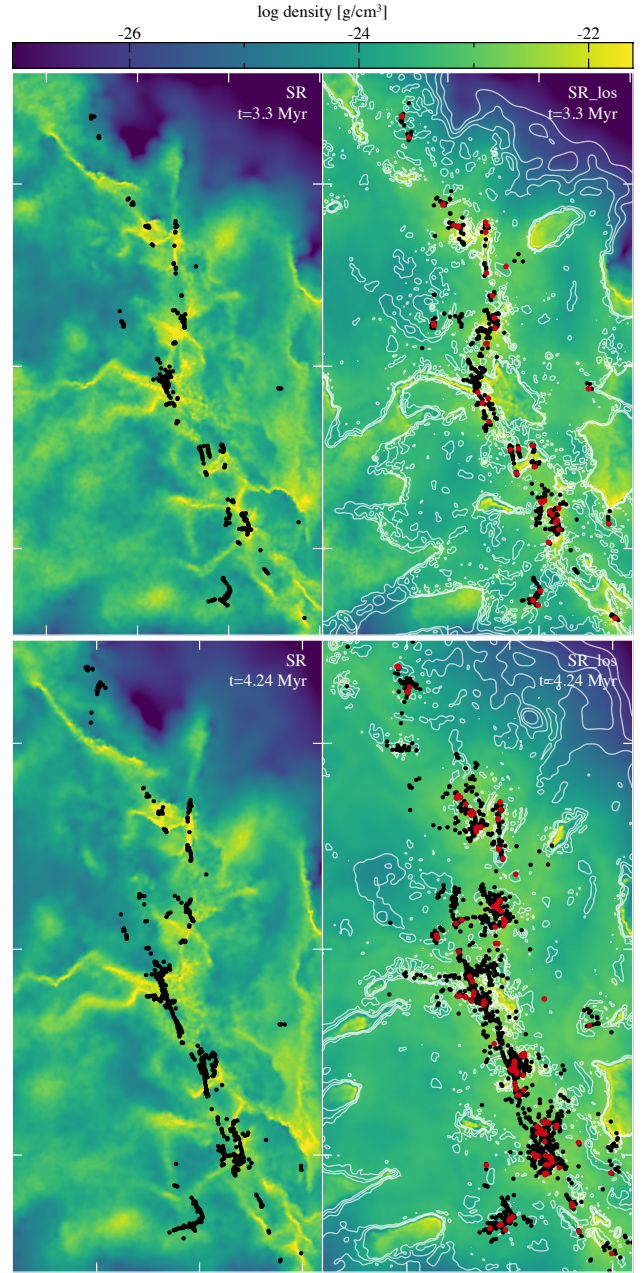 log density [g/cm³]
-26 -24 -22
SR
t=3.3 Myr
SR_los
t=3.3 Myr
SR
t=4.24 Myr
SR_los
t=4.24 Myr